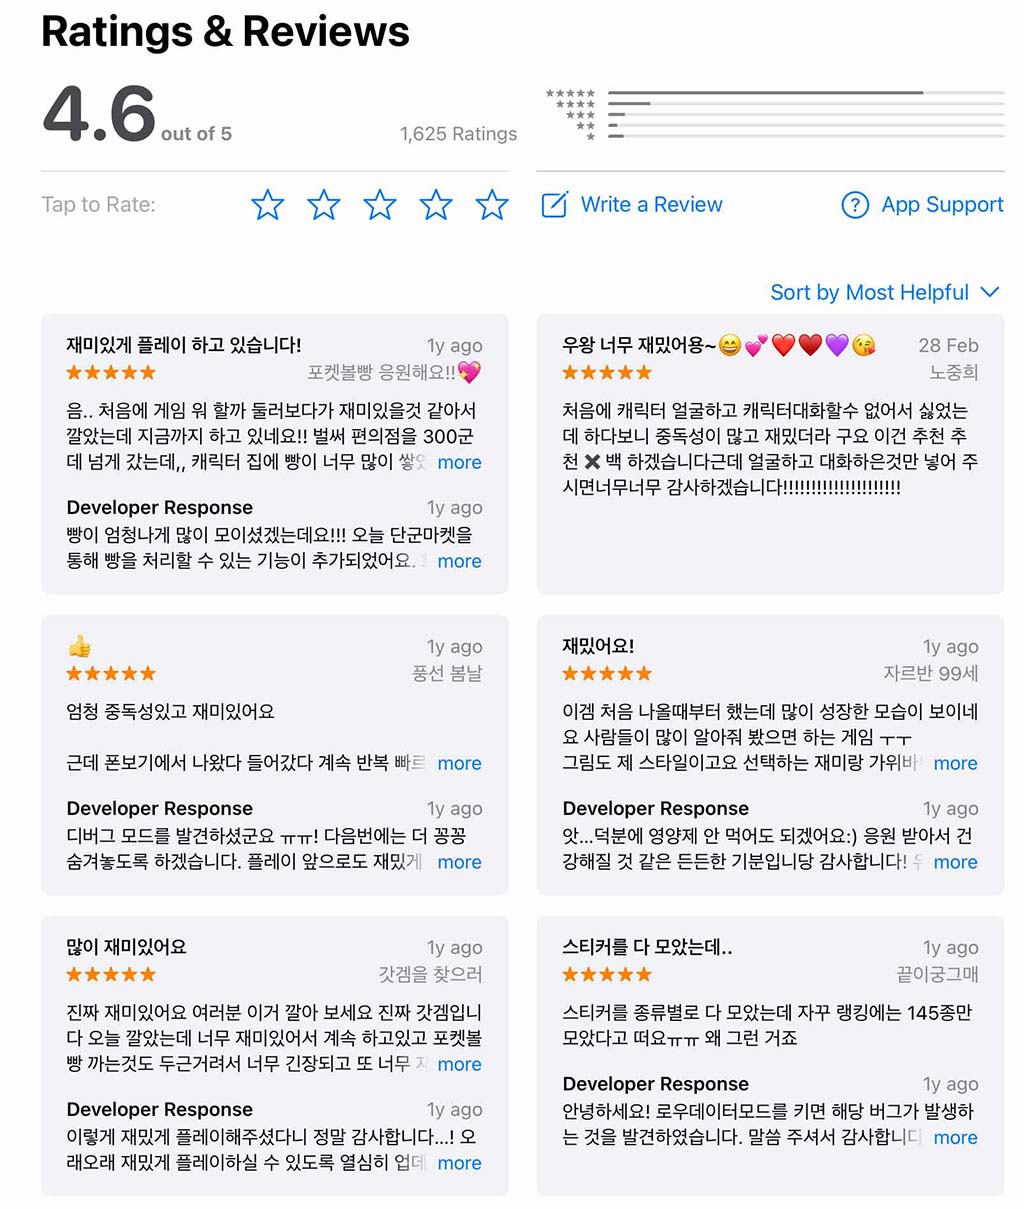 Ratings & Reviews
4.6 out of 5
1,625 Ratings
Tap to Rate:
Write a Review
App Support
Sort by Most Helpful
재미있게 플레이 하고 있습니다!
1y ago
포켓볼빵 응원해요!!💖
음.. 처음에 게임 워 할까 둘러보다가 재미있을것 같아서
깔았는데 지금까지 하고 있네요!! 벌써 편의점을 300군
데 넘게 갔는데,, 캐릭터 집에 빵이 너무 많이 more
Developer Response
1y ago
빵이 엄청나게 많이 모이셨겠는데요!!! 오늘 단군마켓을
통해 빵을 처리할 수 있는 기능이 추가되었어요. more
우왕 너무 재밌어용~😄💕❤️♥️💜😘
28 Feb
노중희
처음에 캐릭터 얼굴하고 캐릭터대화할수 없어서 싫었는
데 하다보니 중독성이 많고 재밌더라 구요 이건 추천 추
천 ✖️ 백 하겠습니다근데 얼굴하고 대화하은것만 넣어 주
시면너무너무 감사하겠습니다!!!!!!!!!!!!!!!!!!!!!
👍
1y ago
풍선 봄날
엄청 중독성있고 재미있어요
근데 폰보기에서 나왔다 들어갔다 계속 반복 빠르 more
Developer Response
1y ago
디버그 모드를 발견하셨군요 ㅠㅠ! 다음번에는 더 꽁꽁
숨겨놓도록 하겠습니다. 플레이 앞으로도 재밌게 more
재밌어요!
1y ago
자르반 99세
이겜 처음 나올때부터 했는데 많이 성장한 모습이 보이네
요 사람들이 많이 알아줘 봤으면 하는 게임 ㅜㅜ
그림도 제 스타일이고요 선택하는 재미랑 가위바 more
Developer Response
1y ago
앗...덕분에 영양제 안 먹어도 되겠어요:) 응원 받아서 건
강해질 것 같은 든든한 기분입니당 감사합니다! more
많이 재미있어요
1y ago
갓겜을 찾으러
진짜 재미있어요 여러분 이거 깔아 보세요 진짜 갓겜입니
다 오늘 깔았는데 너무 재미있어서 계속 하고있고 포켓볼
빵 까는것도 두근거려서 너무 긴장되고 또 너무 more
Developer Response
1y ago
이렇게 재밌게 플레이해주셨다니 정말 감사합니다...! 오
래오래 재밌게 플레이하실 수 있도록 열심히 업데 more
스티커를 다 모았는데..
1y ago
끝이궁그매
스티커를 종류별로 다 모았는데 자꾸 랭킹에는 145종만
모았다고 떠요ㅠㅠ 왜 그런 거죠
Developer Response
1y ago
안녕하세요! 로우데이터모드를 키면 해당 버그가 발생하
는 것을 발견하였습니다. 말씀 주셔서 감사합니다 more